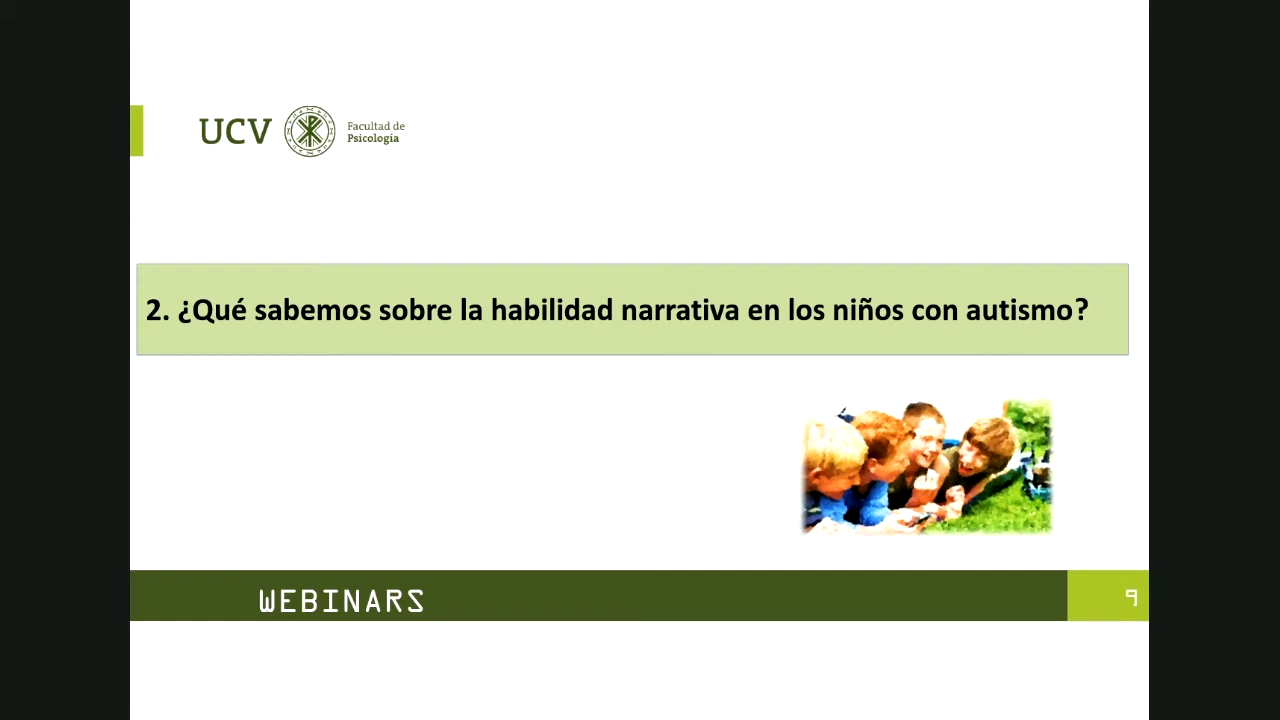 UCV
Facultad de
Psicología
2. ¿Qué sabemos sobre la habilidad narrativa en los niños con autismo?
WEBINARS
9